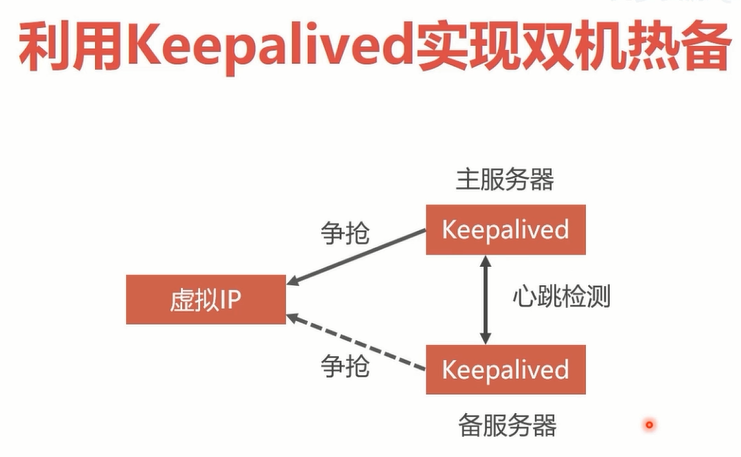 利用Keepalived实现双机热备
主服务器
Keepalived
争抢
虚拟IP
心跳检测
争抢
Keepalived
备服务器